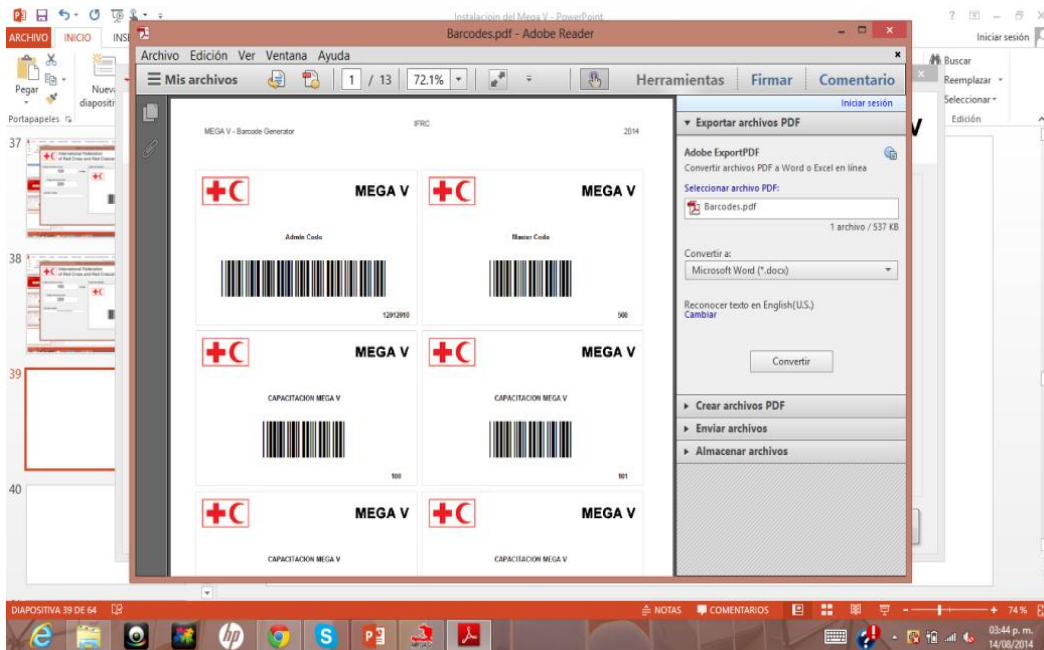 Instalacion del Mega V - PowerPoint
Barcodes.pdf - Adobe Reader
Iniciar sesión
ARCHIVO INICIO
Archivo Edición Ver Ventana Ayuda
Mis archivos 1 / 13 72.1% Herramientas Firmar Comentario
Pegar
Portapapeles
Buscar
Reemplazar
Seleccionar
Edición
MEGA V - Barcode Generator IFRC 2014
MEGA V MEGA V
Admin Code Master Code
12012010 500
MEGA V MEGA V
CAPACITACION MEGA V CAPACITACION MEGA V
100 101
MEGA V MEGA V
CAPACITACION MEGA V CAPACITACION MEGA V
Iniciar sesión
Exportar archivos PDF
Adobe ExportPDF
Convertir archivos PDF a Word o Excel en línea
Seleccionar archivo PDF:
Barcodes.pdf
1 archivo / 537 KB
Convertir a:
Microsoft Word (*.docx)
Reconocer texto en English(U.S.)
Cambiar
Convertir
Crear archivos PDF
Enviar archivos
Almacenar archivos
37
38
39
40
DIAPOSITIVA 39 DE 64 NOTAS COMENTARIOS 74 %
03:44 p. m.
14/08/2014